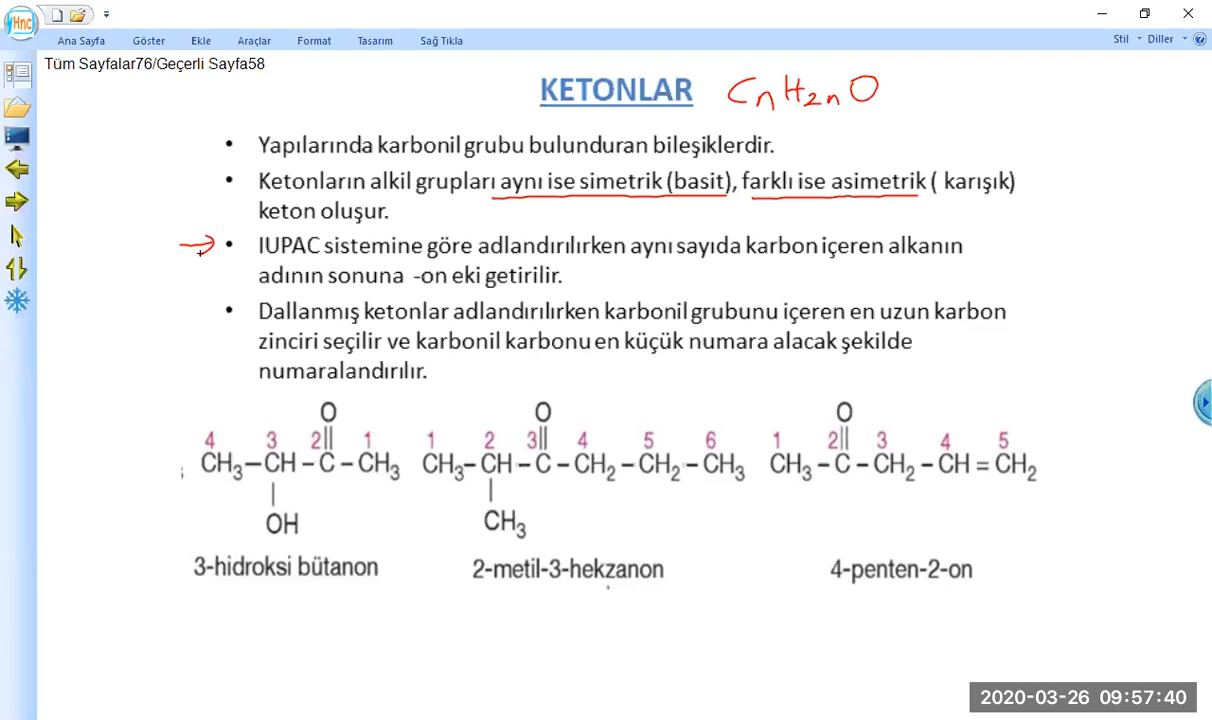 Hnc
Ana Sayfa Göster Ekle Araçlar Format Tasarım Sağ Tıkla Stil Diller
Tüm Sayfalar76/Geçerli Sayfa58
KETONLAR CnH2nO
• Yapılarında karbonil grubu bulunduran bileşiklerdir.
• Ketonların alkil grupları aynı ise simetrik (basit), farklı ise asimetrik ( karışık)
keton oluşur.
• IUPAC sistemine göre adlandırılırken aynı sayıda karbon içeren alkanın
adının sonuna -on eki getirilir.
• Dallanmış ketonlar adlandırılırken karbonil grubunu içeren en uzun karbon
zinciri seçilir ve karbonil karbonu en küçük numara alacak şekilde
numaralandırılır.
O O O
4 3 2 1 1 2 3 4 5 6 1 2 3 4 5
CH3–CH–C–CH3 CH3–CH–C–CH2–CH2–CH3 CH3–C–CH2–CH=CH2
OH CH3
3-hidroksi bütanon 2-metil-3-hekzanon 4-penten-2-on
2020-03-26 09:57:40